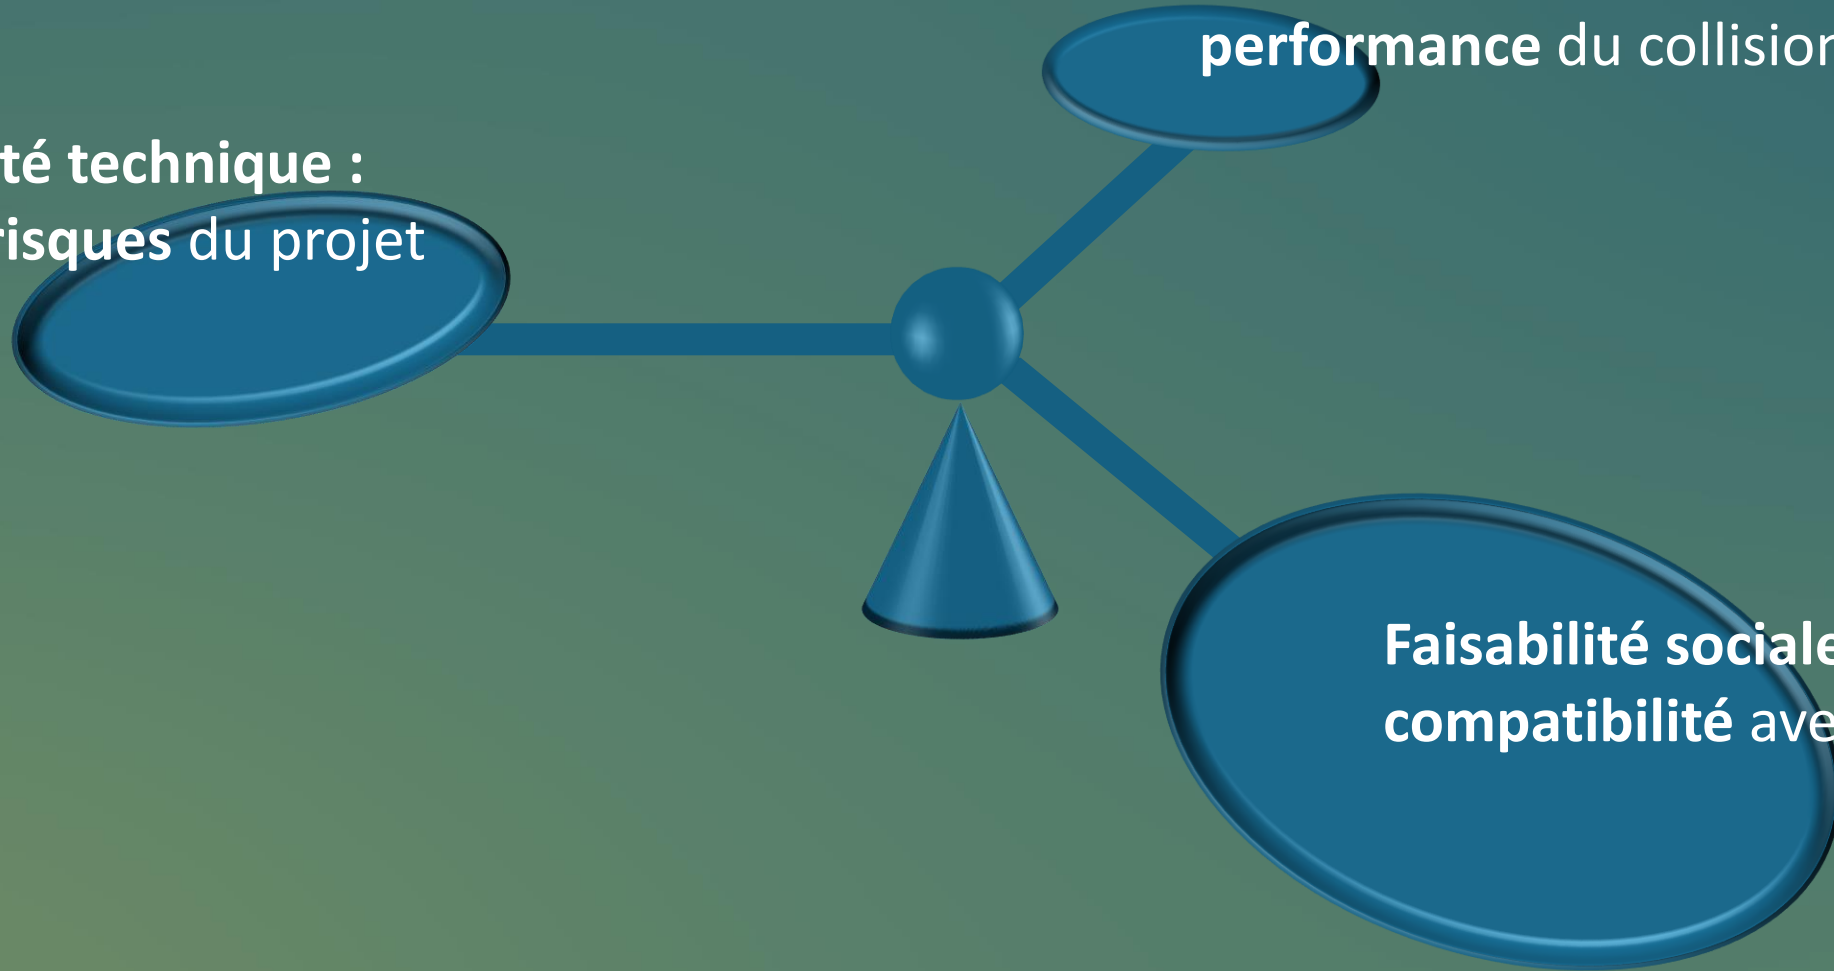 performance du collision
té technique :
risques du projet
Faisabilité sociale
compatibilité ave